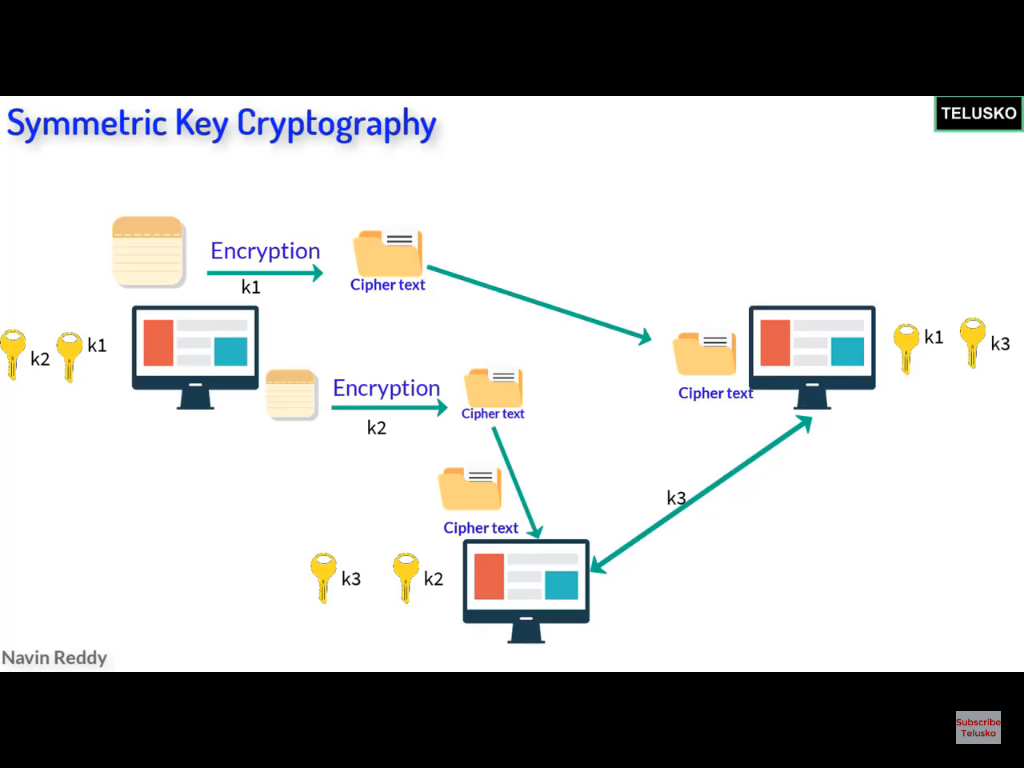 Symmetric Key Cryptography
TELUSKO
Encryption
k1
Cipher text
k2
k1
Cipher text
k1
k3
Encryption
k2
Cipher text
Cipher text
k3
k3
k2
Navin Reddy
Subscribe
Telusko